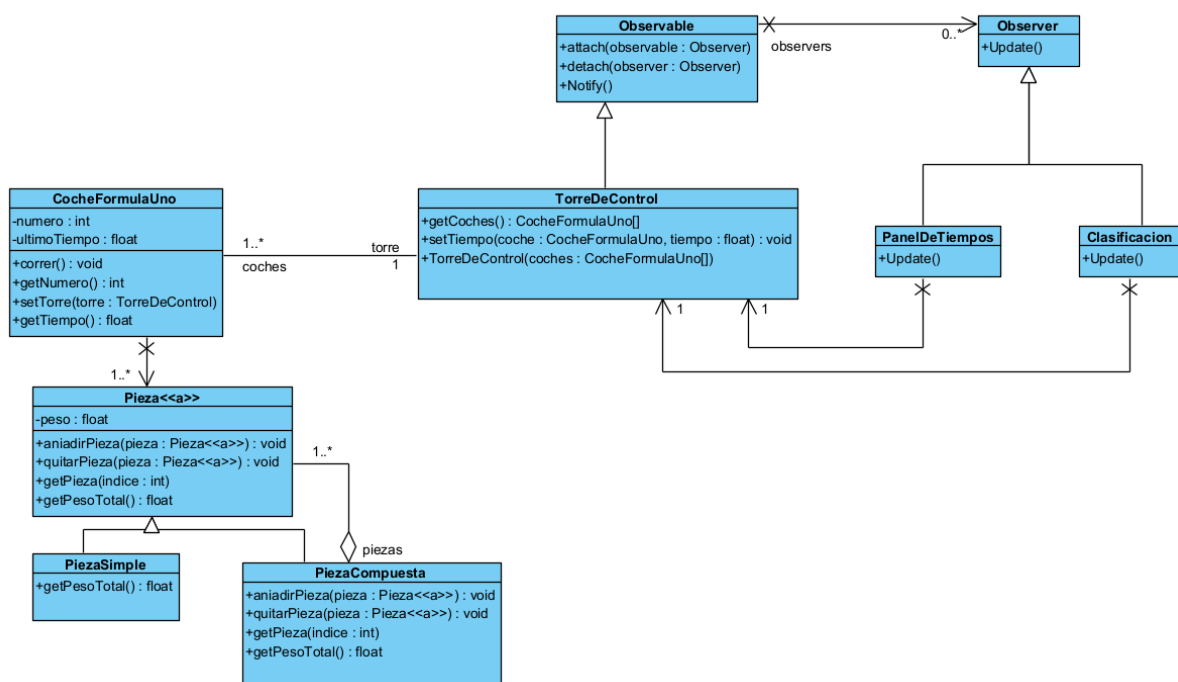 Observable
+attach(observable : Observer)
+detach(observer : Observer)
+Notify()
observers
0..*
Observer
+Update()
CocheFormulaUno
-numero : int
-ultimoTiempo : float
+correr() : void
+getNumero() : int
+setTorre(torre : TorreDeControl)
+getTiempo() : float
1..*
coches
torre
1
TorreDeControl
+getCoches() : CocheFormulaUno[]
+setTiempo(coche : CocheFormulaUno, tiempo : float) : void
+TorreDeControl(coches : CocheFormulaUno[])
1
1
PanelDeTiempos
+Update()
Clasificacion
+Update()
1..*
Pieza<<a>>
-peso : float
+aniadirPieza(pieza : Pieza<<a>>) : void
+quitarPieza(pieza : Pieza<<a>>) : void
+getPieza(indice : int)
+getPesoTotal() : float
1..*
piezas
PiezaSimple
+getPesoTotal() : float
PiezaCompuesta
+aniadirPieza(pieza : Pieza<<a>>) : void
+quitarPieza(pieza : Pieza<<a>>) : void
+getPieza(indice : int)
+getPesoTotal() : float